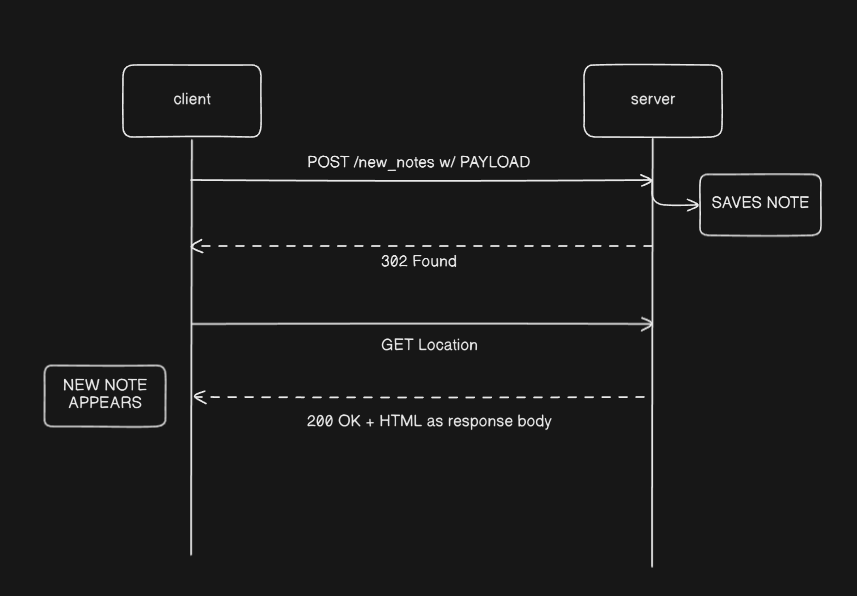 client
server
POST /new_notes w/ PAYLOAD
SAVES NOTE
302 Found
GET Location
NEW NOTE
APPEARS
200 OK + HTML as response body